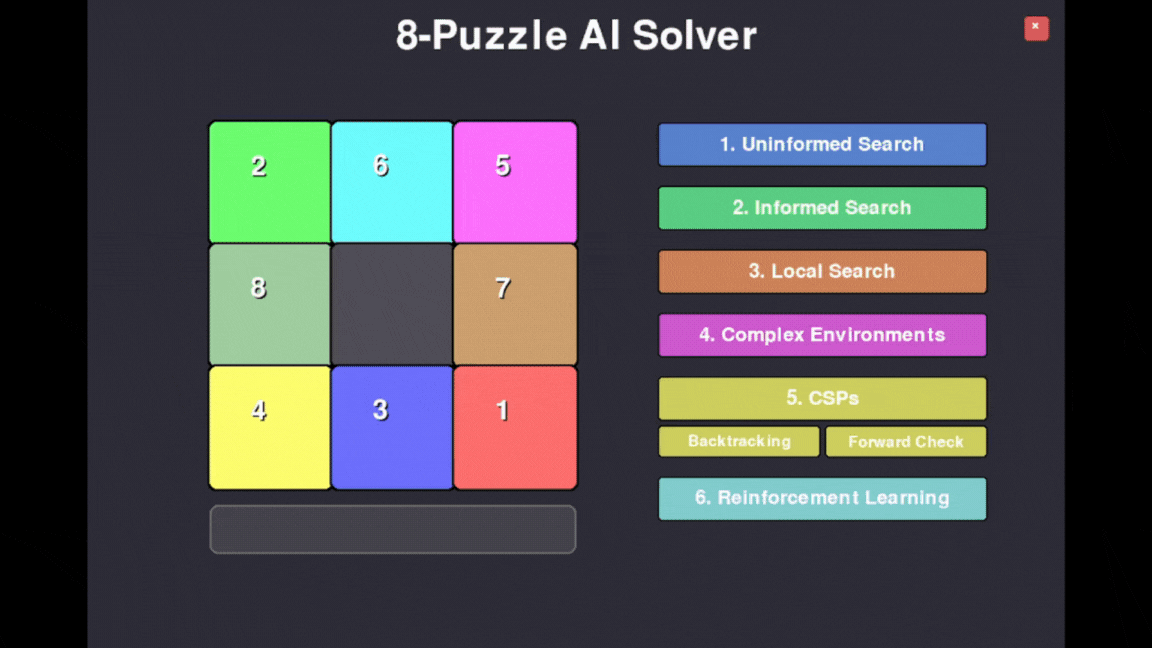 8-Puzzle AI Solver
×
2 6 5
8 7
4 3 1
1. Uninformed Search
2. Informed Search
3. Local Search
4. Complex Environments
5. CSPs
Backtracking Forward Check
6. Reinforcement Learning